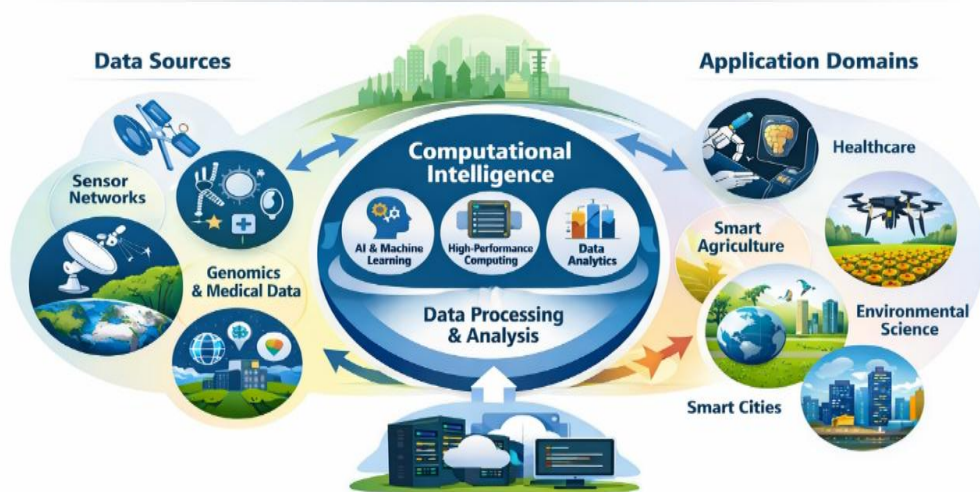 Data Sources
Application Domains
Sensor
Networks
Genomics
& Medical Data
Computational
Intelligence
AI & Machine
Learning
High-Performance
Computing
Data
Analytics
Data Processing
& Analysis
Healthcare
Smart
Agriculture
Environmental
Science
Smart Cities